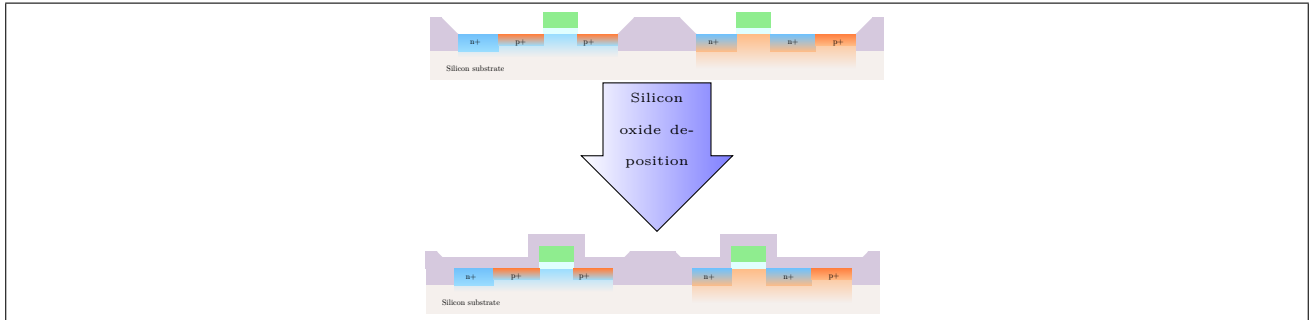 n+ p+ p+ n+ n+ p+
Silicon substrate
Silicon
oxide de-
position
n+ p+ p+ n+ n+ p+
Silicon substrate